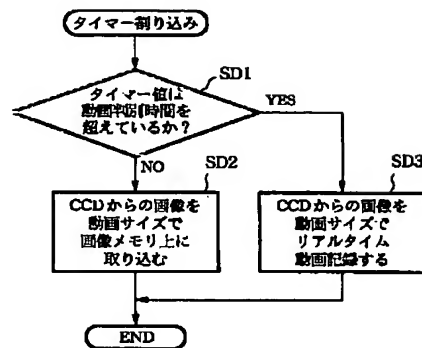 タイマー割り込み
SD1
タイマー値は
動画判別時間を
超えているか?
YES
NO
SD2
CCDからの画像を
動画サイズで
画像メモリ上に
取り込む
SD3
CCDからの画像を
動画サイズで
リアルタイム
動画記録する
END